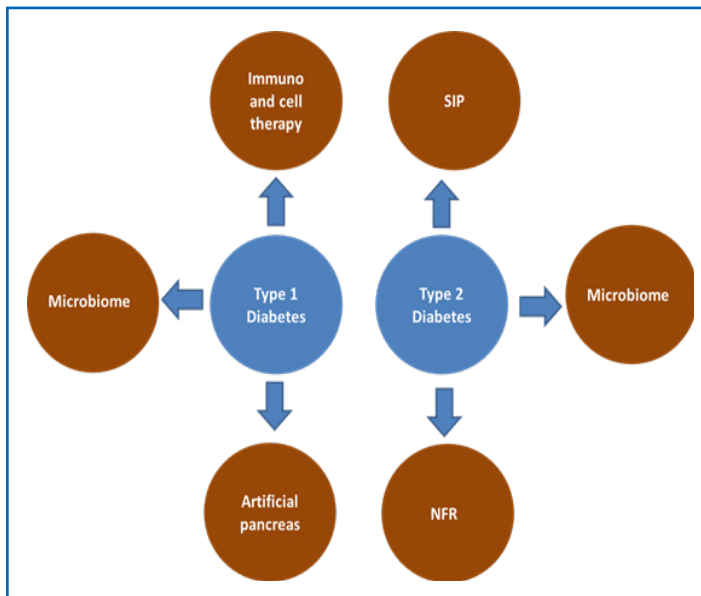 Immuno
and cell
therapy
SIP
Microbiome
Type 1
Diabetes
Type 2
Diabetes
Microbiome
Artificial
pancreas
NFR